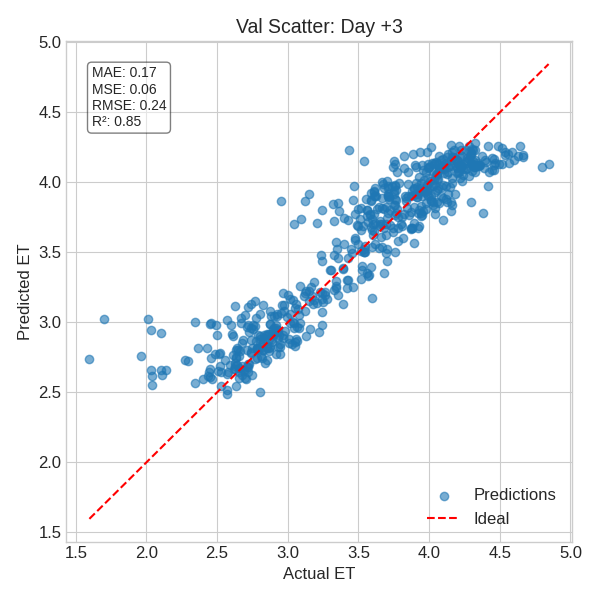 Val Scatter: Day +3
MAE: 0.17
MSE: 0.06
RMSE: 0.24
R²: 0.85
5.0
4.5
4.0
3.5
3.0
2.5
2.0
1.5
Predicted ET
Predictions
Ideal
1.5 2.0 2.5 3.0 3.5 4.0 4.5 5.0
Actual ET